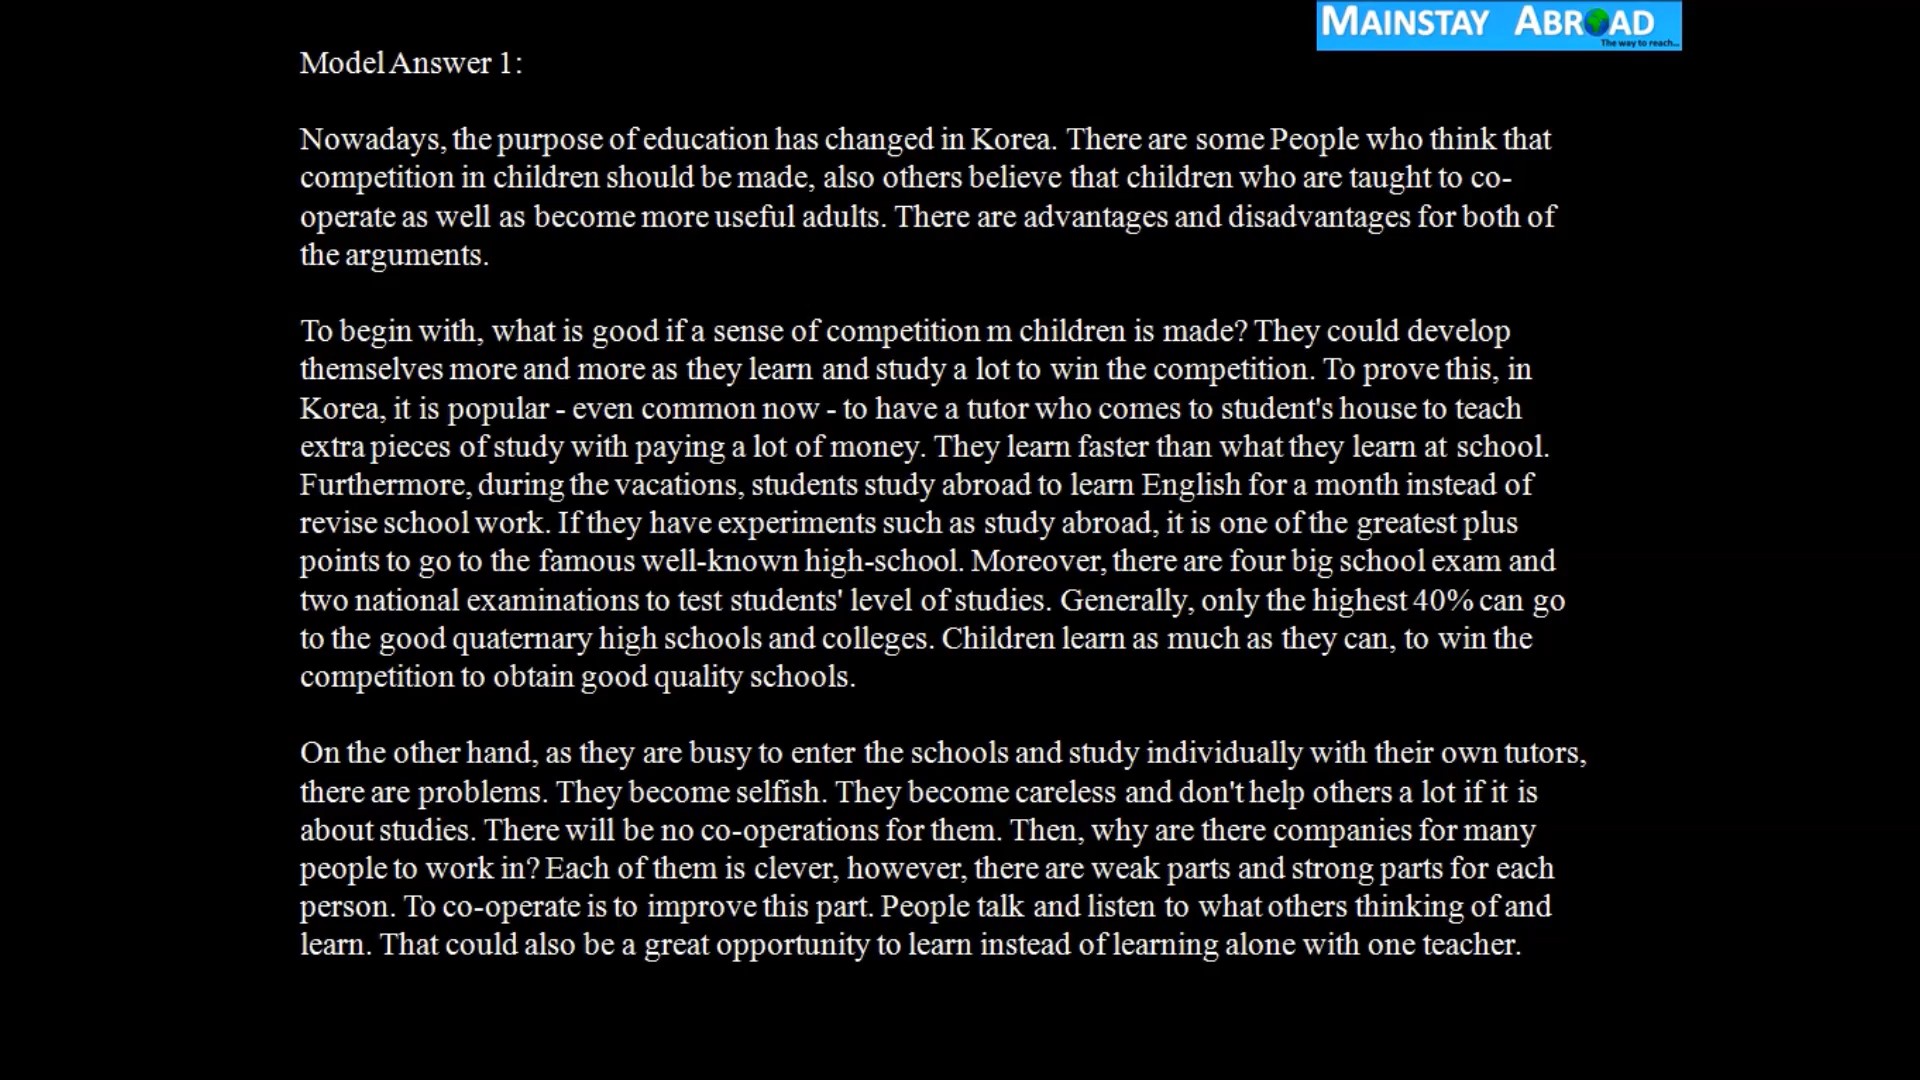 MAINSTAY ABROAD
The way to reach...
Model Answer 1:
Nowadays, the purpose of education has changed in Korea. There are some People who think that
competition in children should be made, also others believe that children who are taught to co-
operate as well as become more useful adults. There are advantages and disadvantages for both of
the arguments.
To begin with, what is good if a sense of competition m children is made? They could develop
themselves more and more as they learn and study a lot to win the competition. To prove this, in
Korea, it is popular - even common now - to have a tutor who comes to student's house to teach
extra pieces of study with paying a lot of money. They learn faster than what they learn at school.
Furthermore, during the vacations, students study abroad to learn English for a month instead of
revise school work. If they have experiments such as study abroad, it is one of the greatest plus
points to go to the famous well-known high-school. Moreover, there are four big school exam and
two national examinations to test students' level of studies. Generally, only the highest 40% can go
to the good quaternary high schools and colleges. Children learn as much as they can, to win the
competition to obtain good quality schools.
On the other hand, as they are busy to enter the schools and study individually with their own tutors,
there are problems. They become selfish. They become careless and don't help others a lot if it is
about studies. There will be no co-operations for them. Then, why are there companies for many
people to work in? Each of them is clever, however, there are weak parts and strong parts for each
person. To co-operate is to improve this part. People talk and listen to what others thinking of and
learn. That could also be a great opportunity to learn instead of learning alone with one teacher.